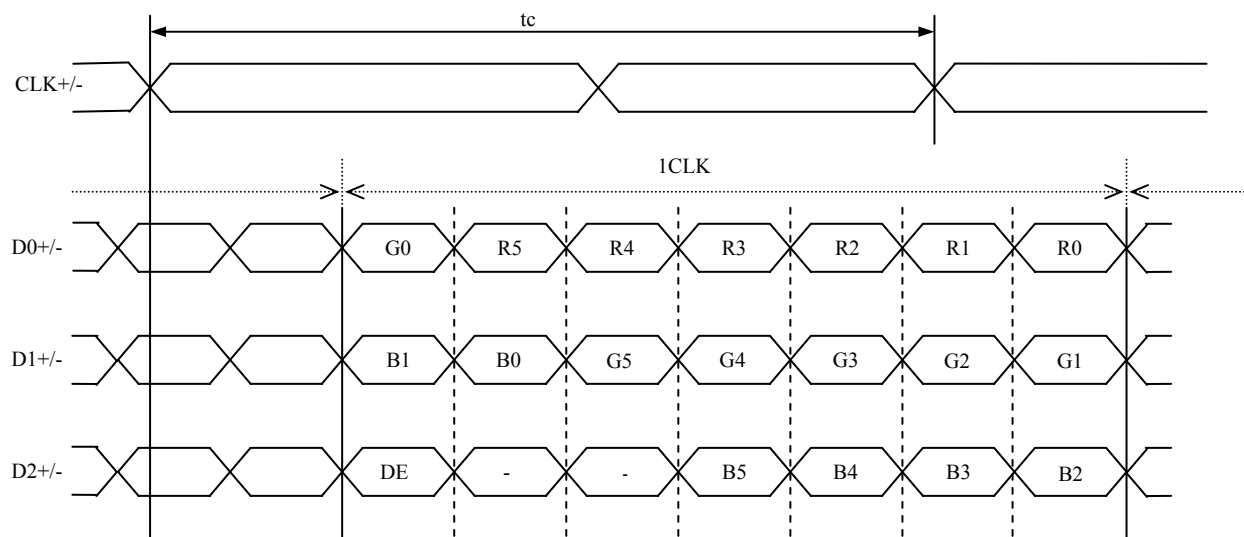 tc
CLK+/-
1CLK
D0+/- G0 R5 R4 R3 R2 R1 R0
D1+/- B1 B0 G5 G4 G3 G2 G1
D2+/- DE - - B5 B4 B3 B2